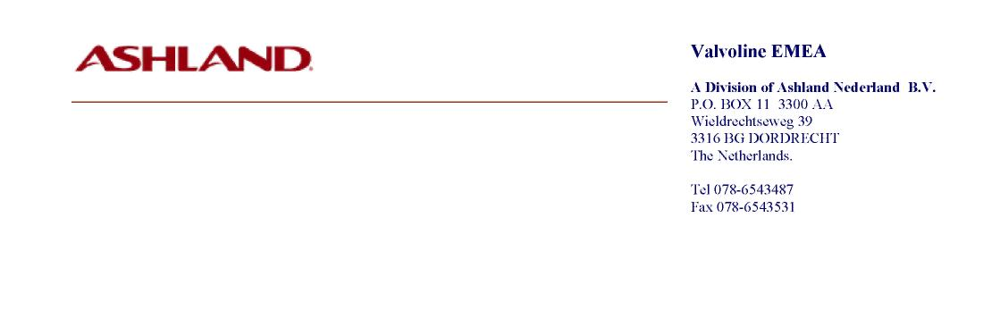 ASHLAND.
Valvoline EMEA
A Division of Ashland Nederland B.V.
P.O. BOX 11 3300 AA
Wieldrechtseweg 39
3316 BG DORDRECHT
The Netherlands.
Tel 078-6543487
Fax 078-6543531